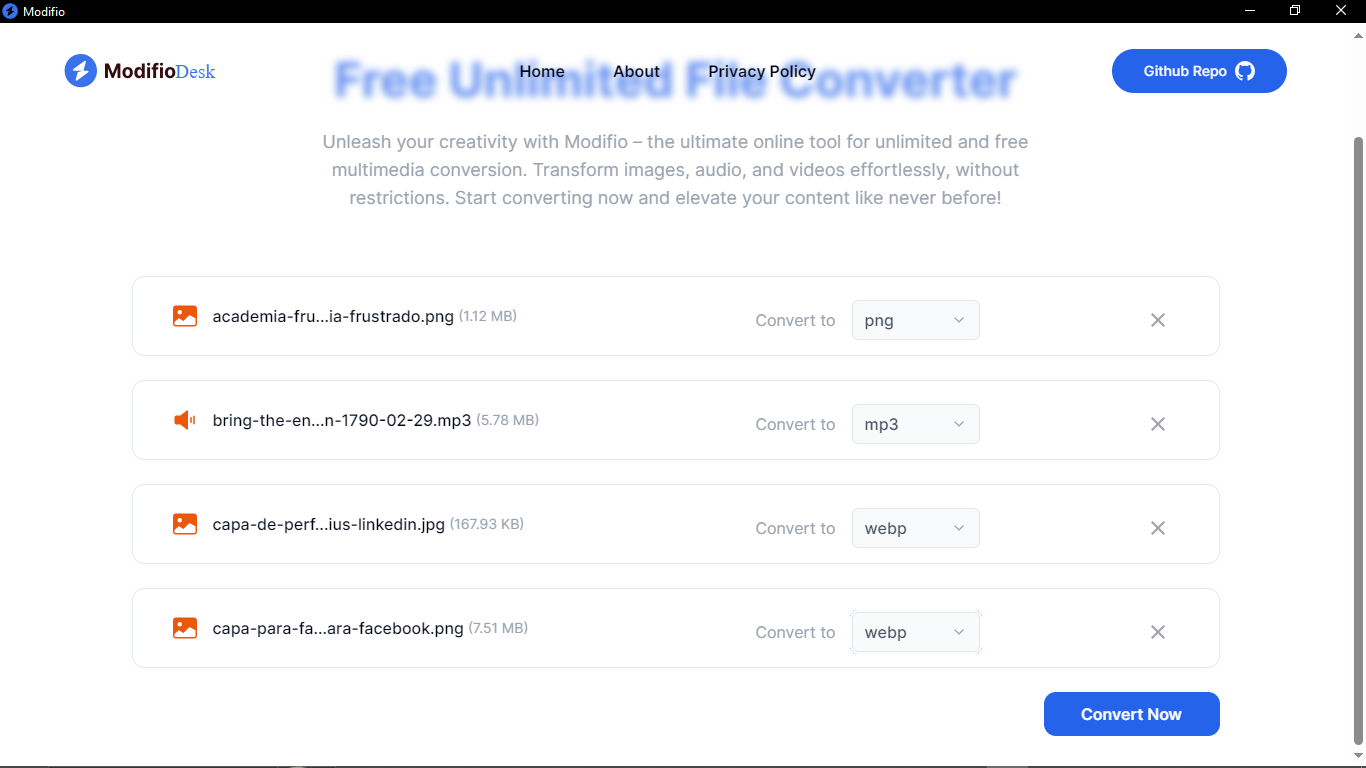 Modifio
ModifioDesk
Home
About
Privacy Policy
Github Repo
Free Unlimited File Converter
Unleash your creativity with Modifio – the ultimate online tool for unlimited and free
multimedia conversion. Transform images, audio, and videos effortlessly, without
restrictions. Start converting now and elevate your content like never before!
academia-fru...ia-frustrado.png (1.12 MB)
Convert to
png
bring-the-en...n-1790-02-29.mp3 (5.78 MB)
Convert to
mp3
capa-de-perf...ius-linkedin.jpg (167.93 KB)
Convert to
webp
capa-para-fa...ara-facebook.png (7.51 MB)
Convert to
webp
Convert Now